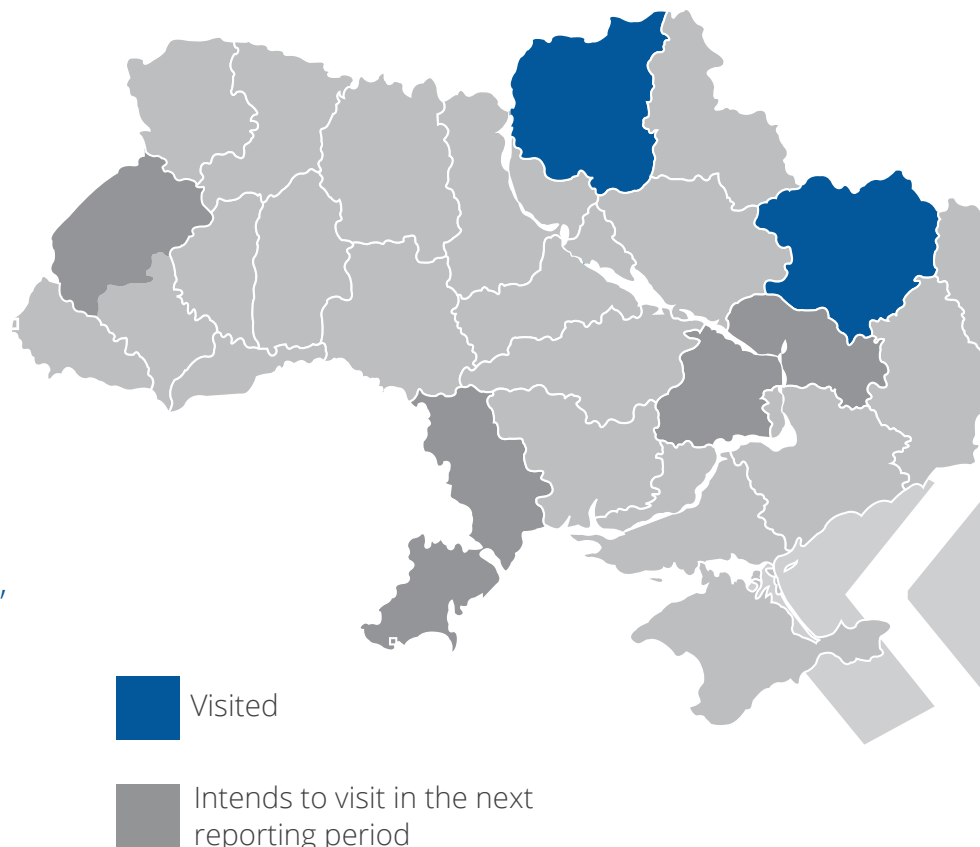 ,
Visited
Intends to visit in the next
reporting period